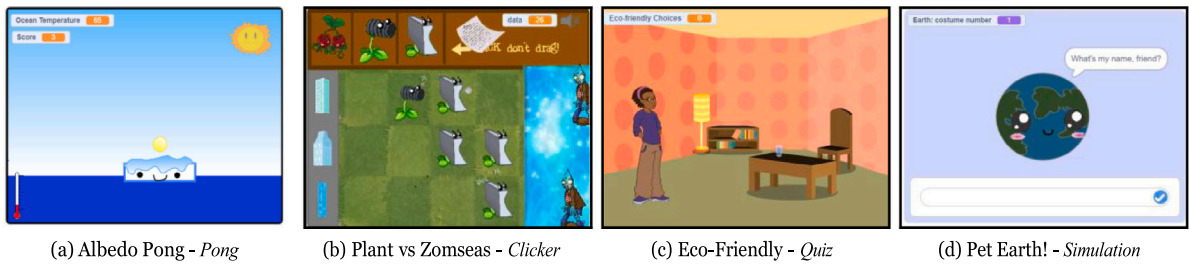 Ocean Temperature 65
Score 3
data 26
CK don't drag!
Eco-friendly Choices 0
Earth: costume number 1
What's my name, friend?
(a) Albedo Pong - Pong
(b) Plant vs Zomseas - Clicker
(c) Eco-Friendly - Quiz
(d) Pet Earth! - Simulation